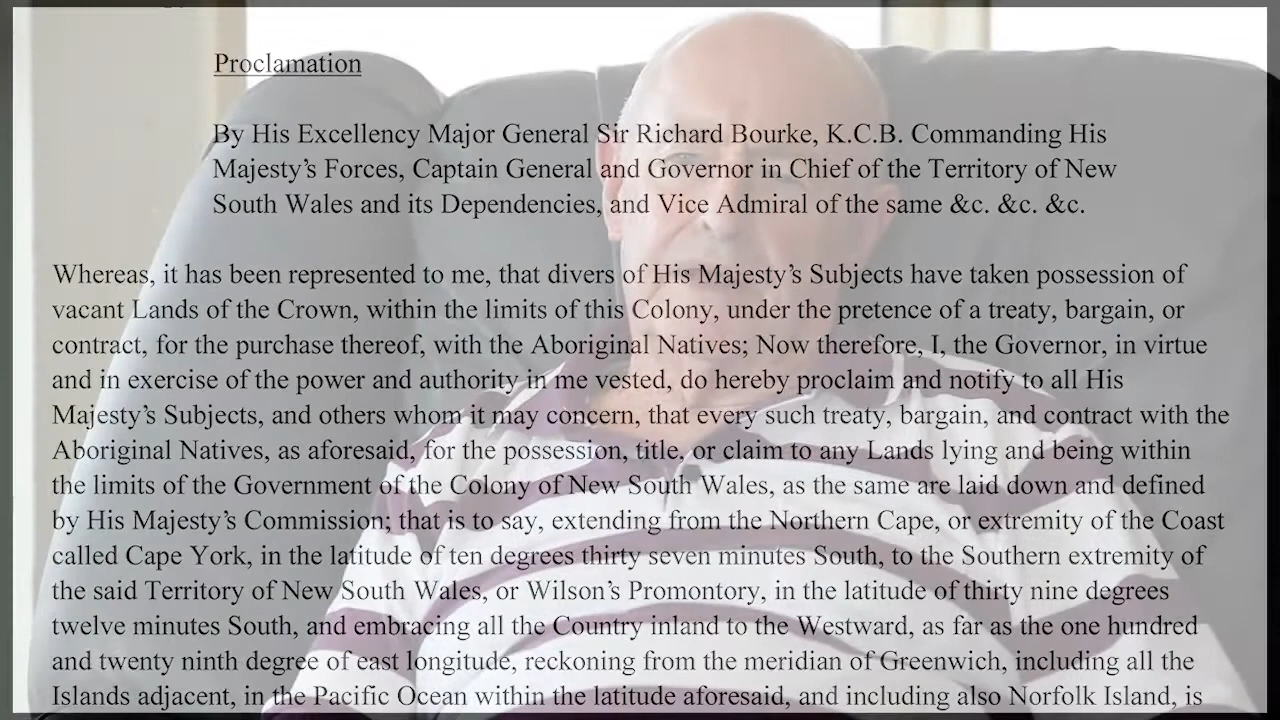 Proclamation
By His Excellency Major General Sir Richard Bourke, K.C.B. Commanding His
Majesty’s Forces, Captain General and Governor in Chief of the Territory of New
South Wales and its Dependencies, and Vice Admiral of the same &c. &c. &c.
Whereas, it has been represented to me, that divers of His Majesty’s Subjects have taken possession of
vacant Lands of the Crown, within the limits of this Colony, under the pretence of a treaty, bargain, or
contract, for the purchase thereof, with the Aboriginal Natives; Now therefore, I, the Governor, in virtue
and in exercise of the power and authority in me vested, do hereby proclaim and notify to all His
Majesty’s Subjects, and others whom it may concern, that every such treaty, bargain, and contract with the
Aboriginal Natives, as aforesaid, for the possession, title, or claim to any Lands lying and being within
the limits of the Government of the Colony of New South Wales, as the same are laid down and defined
by His Majesty’s Commission; that is to say, extending from the Northern Cape, or extremity of the Coast
called Cape York, in the latitude of ten degrees thirty seven minutes South, to the Southern extremity of
the said Territory of New South Wales, or Wilson’s Promontory, in the latitude of thirty nine degrees
twelve minutes South, and embracing all the Country inland to the Westward, as far as the one hundred
and twenty ninth degree of east longitude, reckoning from the meridian of Greenwich, including all the
Islands adjacent, in the Pacific Ocean within the latitude aforesaid, and including also Norfolk Island, is